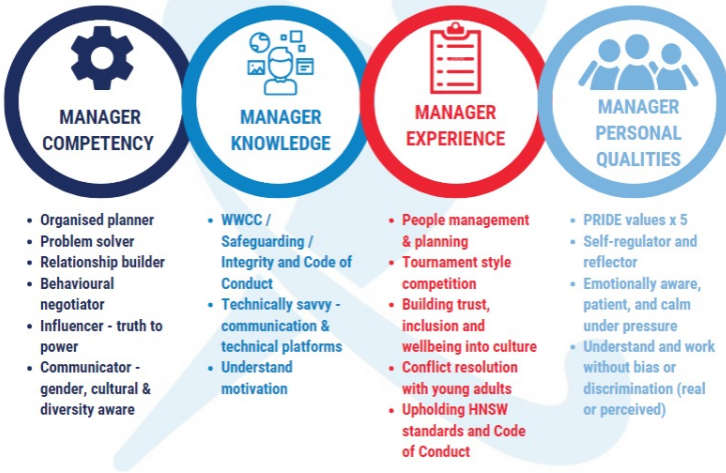 MANAGER
COMPETENCY
• Organised planner
• Problem solver
• Relationship builder
• Behavioural
negotiator
• Influencer - truth to
power
• Communicator -
gender, cultural &
diversity aware
MANAGER
KNOWLEDGE
• WWCC /
Safeguarding /
Integrity and Code of
Conduct
• Technically savvy -
communication &
technical platforms
• Understand
motivation
MANAGER
EXPERIENCE
• People management
& planning
• Tournament style
competition
• Building trust,
inclusion and
wellbeing into culture
• Conflict resolution
with young adults
• Upholding HNSW
standards and Code
of Conduct
MANAGER
PERSONAL
QUALITIES
• PRIDE values x 5
• Self-regulator and
reflector
• Emotionally aware,
patient, and calm
under pressure
• Understand and work
without bias or
discrimination (real
or perceived)